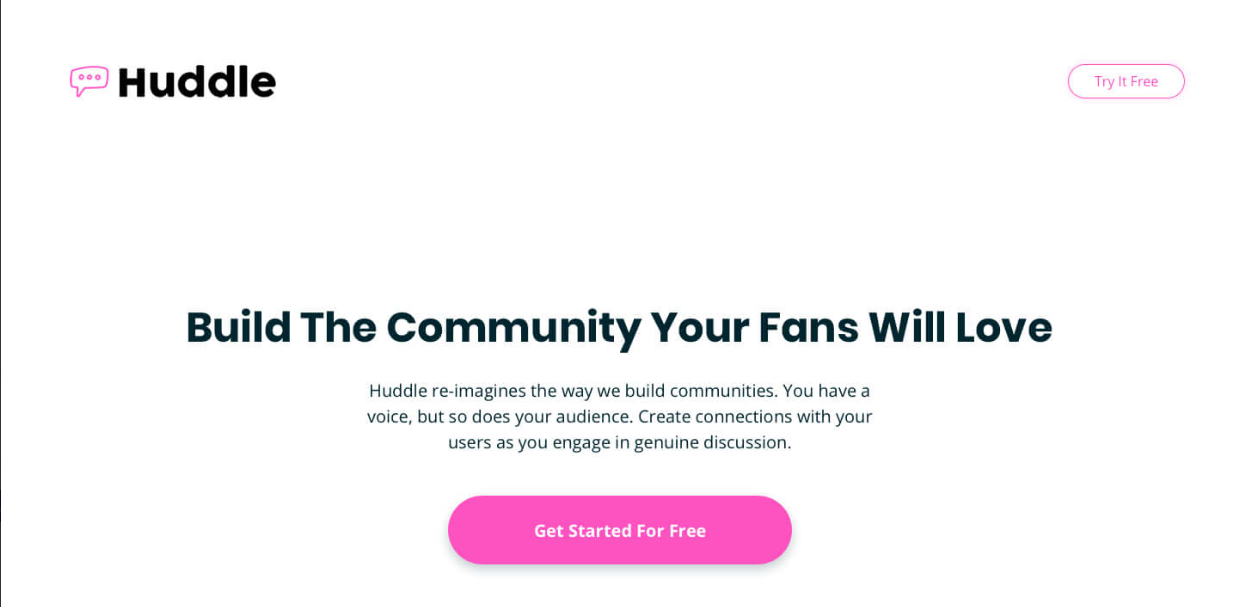 Huddle
Try It Free
Build The Community Your Fans Will Love
Huddle re-imagines the way we build communities. You have a
voice, but so does your audience. Create connections with your
users as you engage in genuine discussion.
Get Started For Free